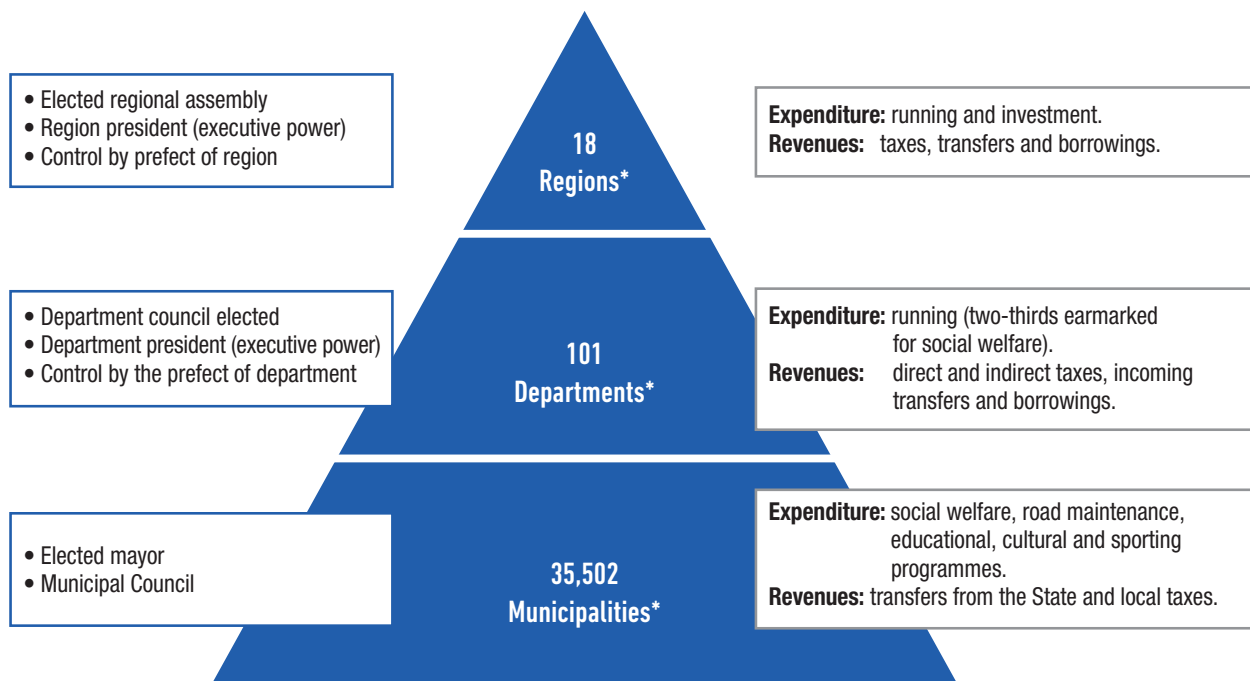 • Elected regional assembly
• Region president (executive power)
• Control by prefect of region
18
Regions*
Expenditure: running and investment.
Revenues: taxes, transfers and borrowings.
• Department council elected
• Department president (executive power)
• Control by the prefect of department
101
Departments*
Expenditure: running (two-thirds earmarked
for social welfare).
Revenues: direct and indirect taxes, incoming
transfers and borrowings.
• Elected mayor
• Municipal Council
35,502
Municipalities*
Expenditure: social welfare, road maintenance,
educational, cultural and sporting
programmes.
Revenues: transfers from the State and local taxes.